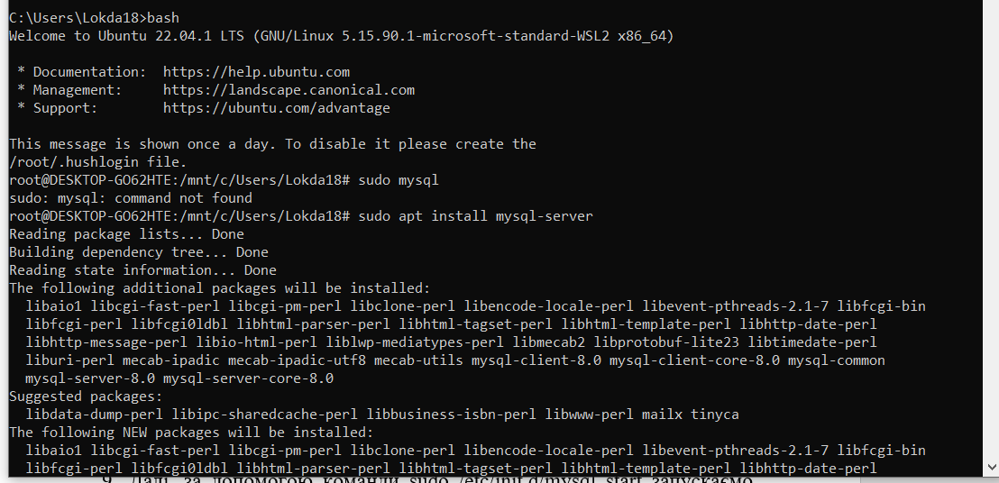 C:\Users\Lokda18>bash
Welcome to Ubuntu 22.04.1 LTS (GNU/Linux 5.15.90.1-microsoft-standard-WSL2 x86_64)
* Documentation: https://help.ubuntu.com
* Management: https://landscape.canonical.com
* Support: https://ubuntu.com/advantage
This message is shown once a day. To disable it please create the
/root/.hushlogin file.
root@DESKTOP-GO62HTE:/mnt/c/Users/Lokda18# sudo mysql
sudo: mysql: command not found
root@DESKTOP-GO62HTE:/mnt/c/Users/Lokda18# sudo apt install mysql-server
Reading package lists... Done
Building dependency tree... Done
Reading state information... Done
The following additional packages will be installed:
libaio1 libcgi-fast-perl libcgi-pm-perl libclone-perl libencode-locale-perl libevent-pthreads-2.1-7 libfcgi-bin
libfcgi-perl libfcgi0ldbl libhtml-parser-perl libhtml-tagset-perl libhtml-template-perl libhttp-date-perl
libhttp-message-perl libio-html-perl liblwp-mediatypes-perl libmecab2 libprotobuf-lite23 libtimedate-perl
liburi-perl mecab-ipadic mecab-ipadic-utf8 mecab-utils mysql-client-8.0 mysql-client-core-8.0 mysql-common
mysql-server-8.0 mysql-server-core-8.0
Suggested packages:
libdata-dump-perl libipc-sharedcache-perl libbusiness-isbn-perl libwww-perl mailx tinyca
The following NEW packages will be installed:
libaio1 libcgi-fast-perl libcgi-pm-perl libclone-perl libencode-locale-perl libevent-pthreads-2.1-7 libfcgi-bin
libfcgi-perl libfcgi0ldbl libhtml-parser-perl libhtml-tagset-perl libhtml-template-perl libhttp-date-perl
за допомогою команди sudo /etc/init.d/mysql start запускаємо